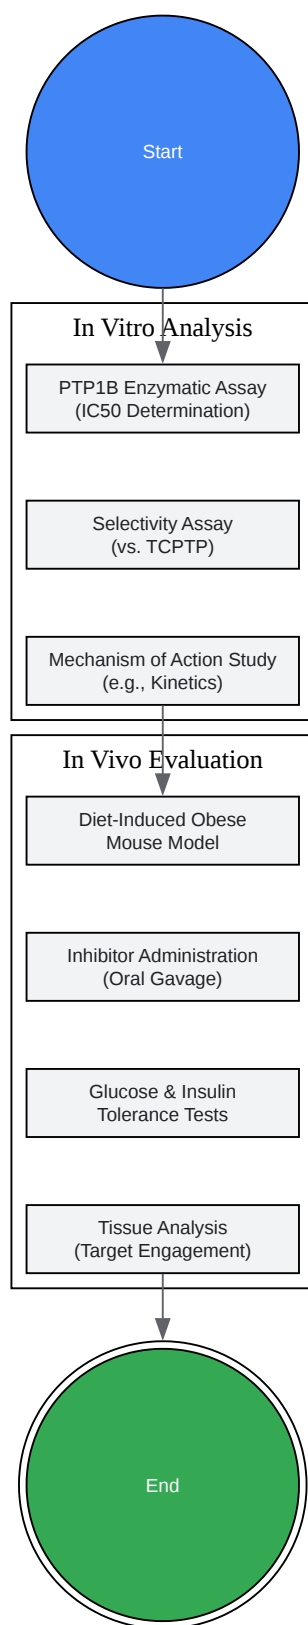 Start
In Vitro Analysis
PTP1B Enzymatic Assay
(IC50 Determination)
Selectivity Assay
(vs. TCPTP)
Mechanism of Action Study
(e.g., Kinetics)
In Vivo Evaluation
Diet-Induced Obese
Mouse Model
Inhibitor Administration
(Oral Gavage)
Glucose & Insulin
Tolerance Tests
Tissue Analysis
(Target Engagement)
End